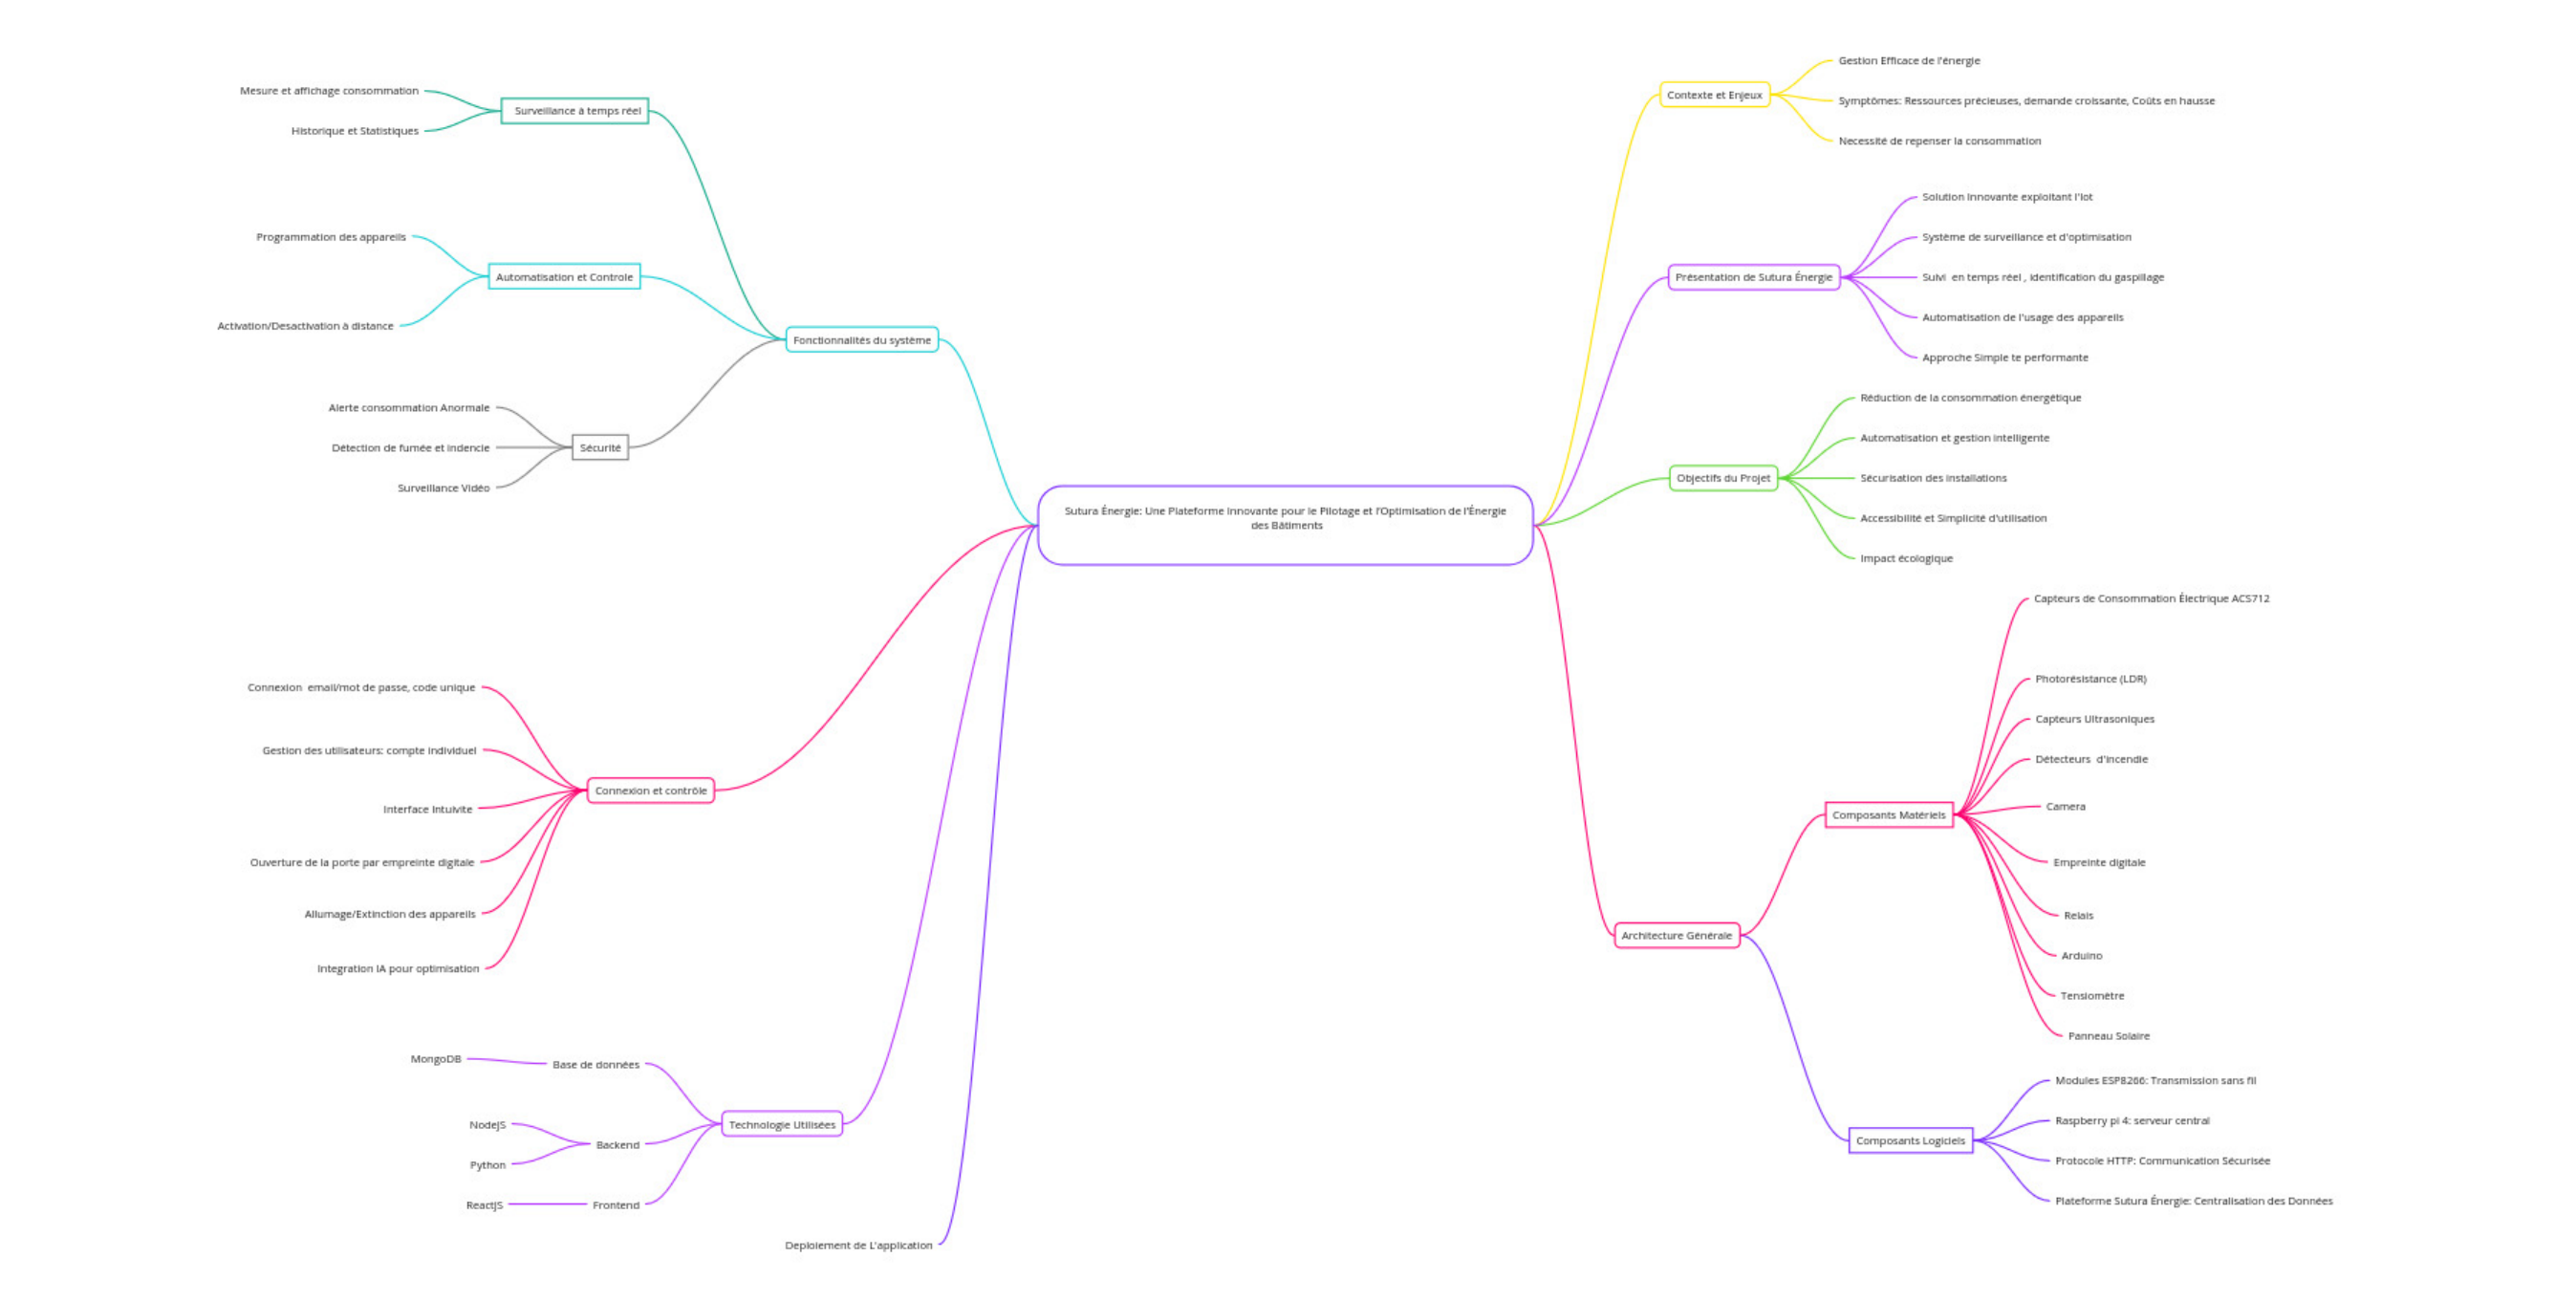 Sutura Énergie: Une Plateforme Innovante pour le Pilotage et l'Optimisation de l'Énergie
des Bâtiments
Contexte et Enjeux
Gestion Efficace de l'énergie
Symptômes: Ressources précieuses, demande croissante, Coûts en hausse
Necessité de repenser la consommation
Présentation de Sutura Énergie
Solution Innovante exploitant l'Iot
Système de surveillance et d'optimisation
Suivi en temps réel , identification du gaspillage
Automatisation de l'usage des appareils
Approche Simple te performante
Objectifs du Projet
Réduction de la consommation énergétique
Automatisation et gestion intelligente
Sécurisation des installations
Accessibilité et Simplicité d'utilisation
Impact écologique
Architecture Générale
Composants Matériels
Capteurs de Consommation Électrique ACS712
Photorésistance (LDR)
Capteurs Ultrasoniques
Détecteurs d'incendie
Camera
Empreinte digitale
Relais
Arduino
Tensiomètre
Panneau Solaire
Composants Logiciels
Modules ESP8266: Transmission sans fil
Raspberry pi 4: serveur central
Protocole HTTP: Communication Sécurisée
Plateforme Sutura Énergie: Centralisation des Données
Fonctionnalités du système
Surveillance à temps réel
Mesure et affichage consommation
Historique et Statistiques
Automatisation et Controle
Programmation des appareils
Activation/Desactivation à distance
Sécurité
Alerte consommation Anormale
Détection de fumée et indencie
Surveillance Vidéo
Connexion et contrôle
Connexion email/mot de passe, code unique
Gestion des utilisateurs: compte individuel
Interface Intuivite
Ouverture de la porte par empreinte digitale
Allumage/Extinction des appareils
Integration IA pour optimisation
Technologie Utilisées
Base de données
MongoDB
Backend
NodeJS
Python
Frontend
ReactJS
Deploiement de L'application